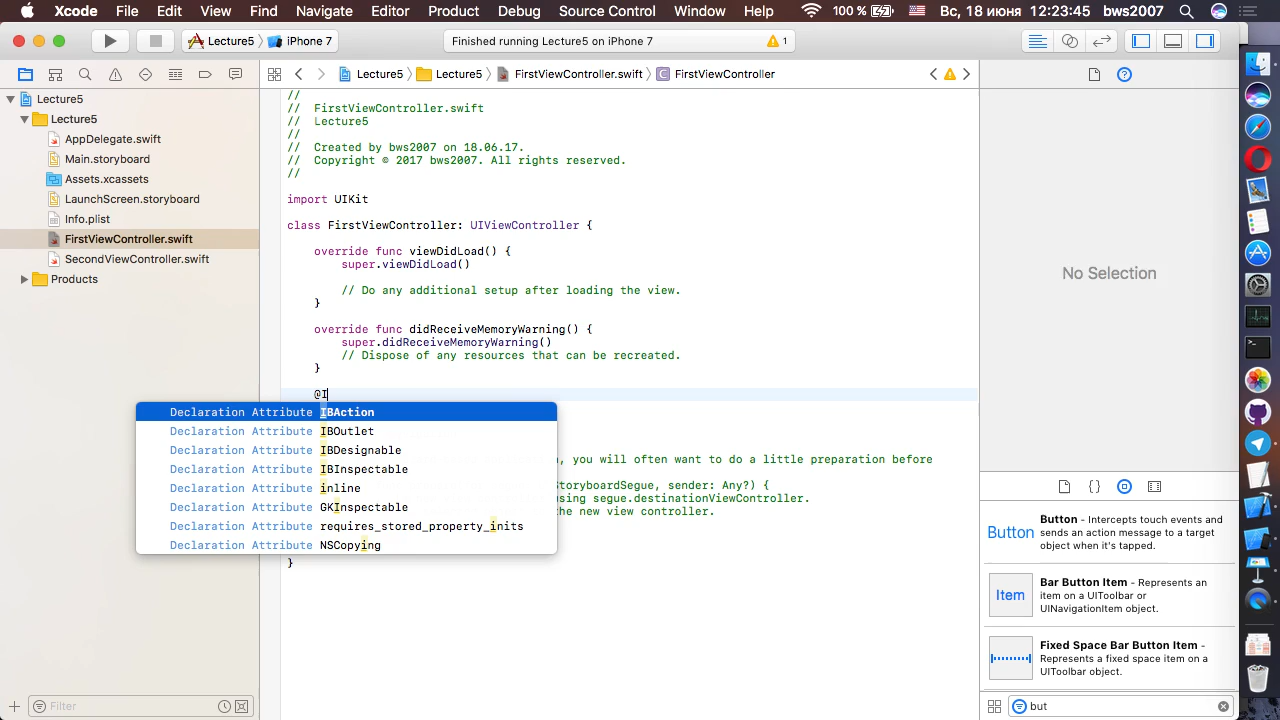 Xcode File Edit View Find Navigate Editor Product Debug Source Control Window Help 100 % Вс, 18 июня 12:23:45 bws2007
Lecture5 iPhone 7 Finished running Lecture5 on iPhone 7 1
Lecture5 Lecture5 FirstViewController.swift FirstViewController
Lecture5
Lecture5
AppDelegate.swift
Main.storyboard
Assets.xcassets
LaunchScreen.storyboard
Info.plist
FirstViewController.swift
SecondViewController.swift
Products
Filter
//
// FirstViewController.swift
// Lecture5
//
// Created by bws2007 on 18.06.17.
// Copyright © 2017 bws2007. All rights reserved.
//
import UIKit
class FirstViewController: UIViewController {
override func viewDidLoad() {
super.viewDidLoad()
// Do any additional setup after loading the view.
}
override func didReceiveMemoryWarning() {
super.didReceiveMemoryWarning()
// Dispose of any resources that can be recreated.
}
@I
Declaration Attribute IBAction
Declaration Attribute IBOutlet
Declaration Attribute IBDesignable
Declaration Attribute IBInspectable
Declaration Attribute inline
Declaration Attribute GKInspectable
Declaration Attribute requires_stored_property_inits
Declaration Attribute NSCopying
, you will often want to do a little preparation before
StoryboardSegue, sender: Any?) {
using segue.destinationViewController.
the new view controller.
}
No Selection
Button
Button - Intercepts touch events and
sends an action message to a target
object when it's tapped.
Item
Bar Button Item - Represents an
item on a UIToolbar or
UINavigationItem object.
Fixed Space Bar Button Item -
Represents a fixed space item on a
UIToolbar object.
but